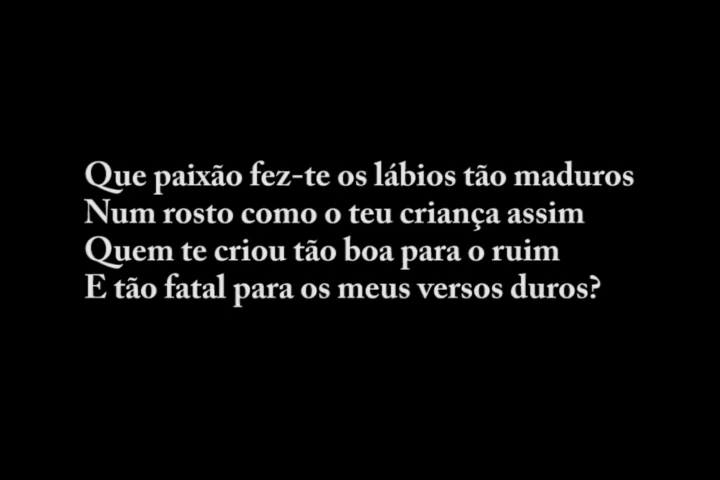 Que paixão fez-te os lábios tão maduros
Num rosto como o teu criança assim
Quem te criou tão boa para o ruim
E tão fatal para os meus versos duros?